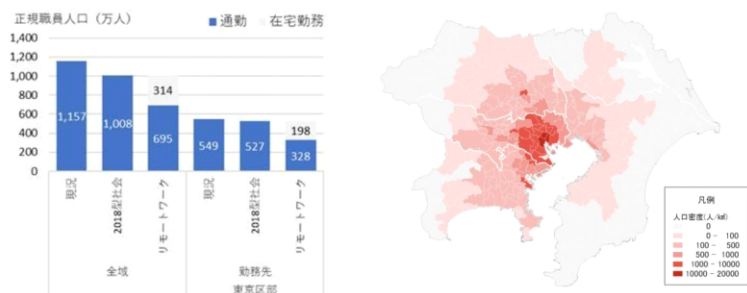 正規職員人口(万人)
■通勤 在宅勤務
1,400
1,200
1,000
800
600
400
200
0
1,157
1,008
314
695
549
527
198
328
現況
2018型社会
リモートワーク
現況
2018型社会
リモートワーク
全域
勤務先
東京区部
凡例
人口密度(人/k㎡)
0
0 - 100
100 - 500
500 - 1000
1000 - 10000
10000 - 20000